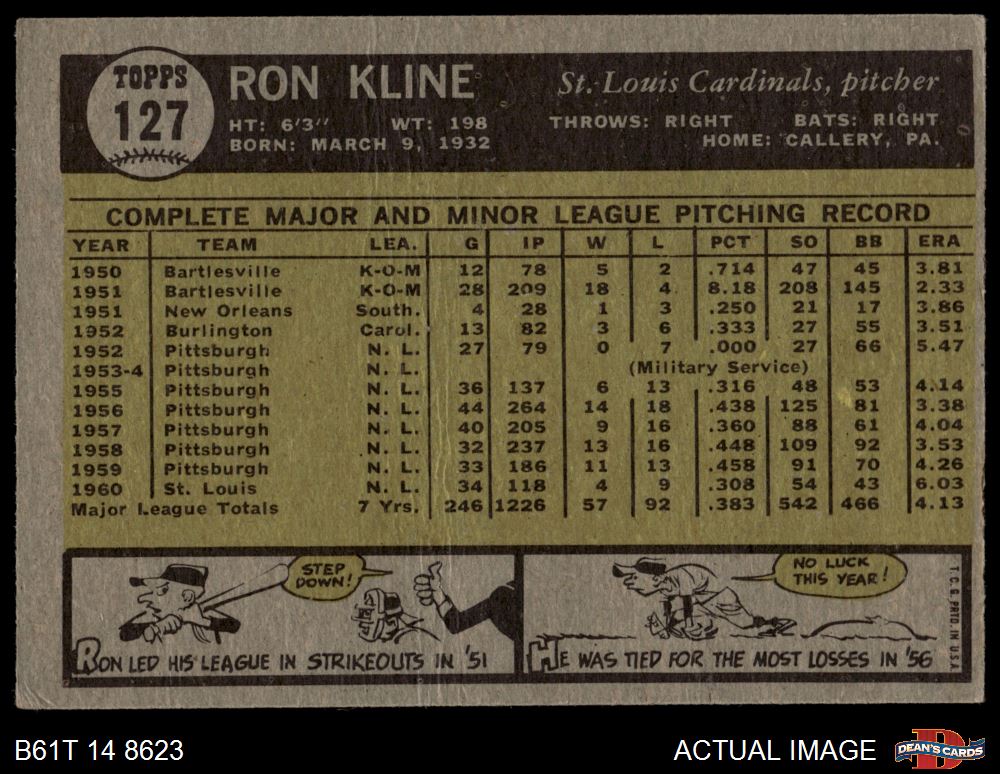 TOPPS
127
RON KLINE
St. Louis Cardinals, pitcher
HT: 6'3" WT: 198
THROWS: RIGHT BATS: RIGHT
BORN: MARCH 9, 1932
HOME: CALLERY, PA.
COMPLETE MAJOR AND MINOR LEAGUE PITCHING RECORD
YEAR TEAM LEA. G IP W L PCT SO BB ERA
1950 Bartlesville K-O-M 12 78 5 2 .714 47 45 3.81
1951 Bartlesville K-O-M 28 209 18 4 8.18 208 145 2.33
1951 New Orleans South. 4 28 1 3 .250 21 17 3.86
1952 Burlington Carol. 13 82 3 6 .333 27 55 3.51
1952 Pittsburgh N. L. 27 79 0 7 .000 27 66 5.47
1953-4 Pittsburgh N. L. (Military Service)
1955 Pittsburgh N. L. 36 137 6 13 .316 48 53 4.14
1956 Pittsburgh N. L. 44 264 14 18 .438 125 81 3.38
1957 Pittsburgh N. L. 40 205 9 16 .360 88 61 4.04
1958 Pittsburgh N. L. 32 237 13 16 .448 109 92 3.53
1959 Pittsburgh N. L. 33 186 11 13 .458 91 70 4.26
1960 St. Louis N. L. 34 118 4 9 .308 54 43 6.03
Major League Totals 7 Yrs. 246 1226 57 92 .383 542 466 4.13
STEP
DOWN!
RON LED HIS LEAGUE IN STRIKEOUTS IN '51
NO LUCK
THIS YEAR!
HE WAS TIED FOR THE MOST LOSSES IN '56
T. C. G. PRTD. IN U.S.A.
B61T 14 8623
ACTUAL IMAGE
DEAN'S CARDS